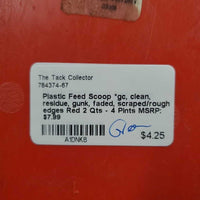 The Tack Collector
784374-67
Plastic Feed Scoop *gc, clean,
residue, gunk, faded, scraped/rough
edges Red 2 Qts - 4 Pints MSRP:
$7.99
$4.25
A1DNKB